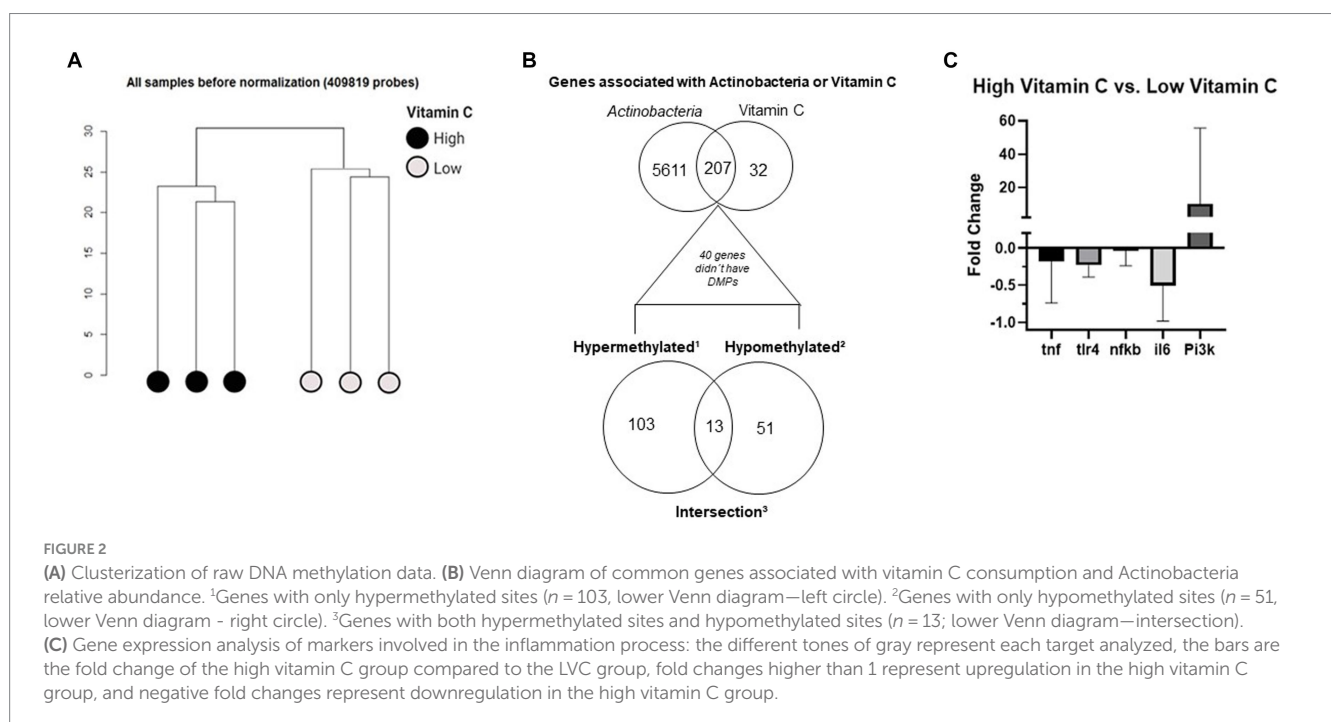 A
All samples before normalization (409819 probes)
Vitamin C
High
Low
30
25
20
15
10
5
0
B
Genes associated with Actinobacteria or Vitamin C
Actinobacteria
Vitamin C
5611
207
32
40 genes
didn´t have
DMPs
Hypermethylated¹
Hypomethylated²
103
13
51
Intersection³
C
High Vitamin C vs. Low Vitamin C
Fold Change
60
40
20
0.0
-0.5
-1.0
tnf
tlr4
nfkb
il6
Pi3k
FIGURE 2
(A) Clusterization of raw DNA methylation data. (B) Venn diagram of common genes associated with vitamin C consumption and Actinobacteria
relative abundance. ¹Genes with only hypermethylated sites (n = 103, lower Venn diagram—left circle). ²Genes with only hypomethylated sites (n = 51,
lower Venn diagram - right circle). ³Genes with both hypermethylated sites and hypomethylated sites (n = 13; lower Venn diagram—intersection).
(C) Gene expression analysis of markers involved in the inflammation process: the different tones of gray represent each target analyzed, the bars are
the fold change of the high vitamin C group compared to the LVC group, fold changes higher than 1 represent upregulation in the high vitamin C
group, and negative fold changes represent downregulation in the high vitamin C group.